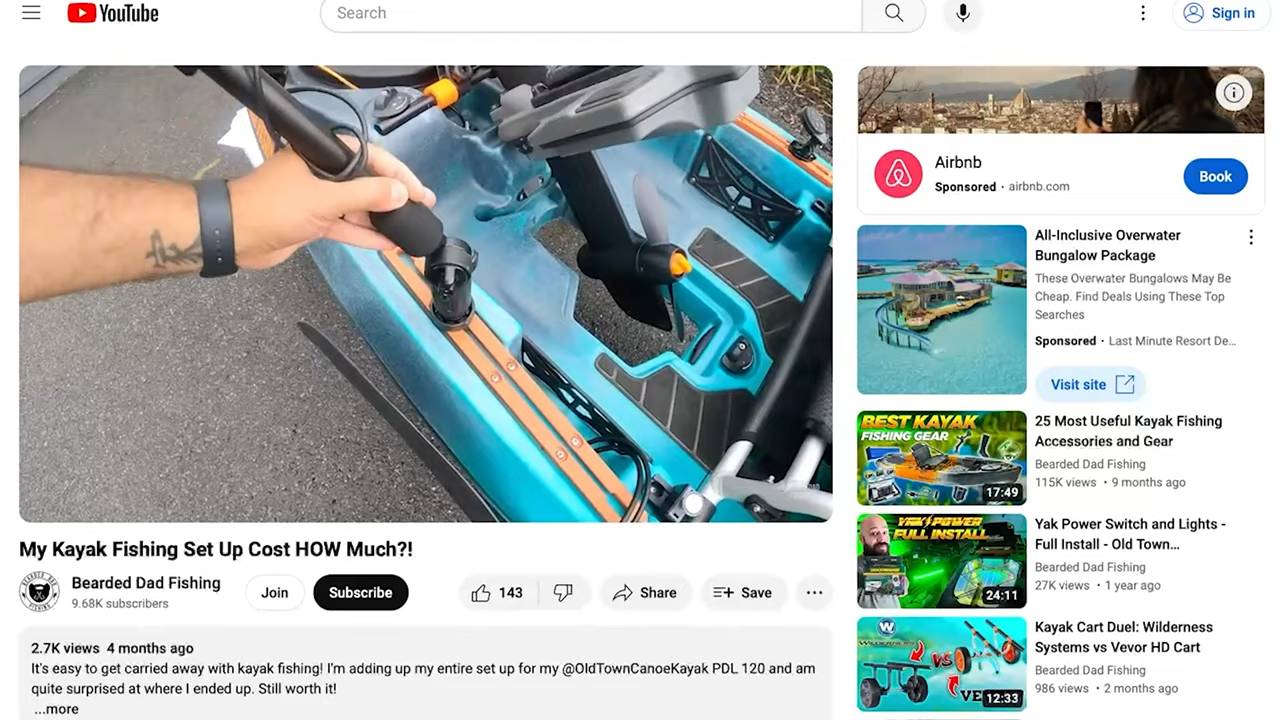 YouTube
Search
Sign in
Airbnb
Sponsored · airbnb.com
Book
All-Inclusive Overwater
Bungalow Package
These Overwater Bungalows May Be
Cheap. Find Deals Using These Top
Searches
Sponsored · Last Minute Resort De...
Visit site
BEST KAYAK
FISHING GEAR
17:49
25 Most Useful Kayak Fishing
Accessories and Gear
Bearded Dad Fishing
115K views · 9 months ago
YAK POWER
FULL INSTALL
24:11
Yak Power Switch and Lights -
Full Install - Old Town...
Bearded Dad Fishing
27K views · 1 year ago
W
WILDERNESS
VS
VE
12:33
Kayak Cart Duel: Wilderness
Systems vs Vevor HD Cart
Bearded Dad Fishing
986 views · 2 months ago
My Kayak Fishing Set Up Cost HOW Much?!
BEARDED DAD
FISHING
Bearded Dad Fishing
9.68K subscribers
Join
Subscribe
143
Share
Save
2.7K views 4 months ago
It's easy to get carried away with kayak fishing! I'm adding up my entire set up for my @OldTownCanoeKayak PDL 120 and am
quite surprised at where I ended up. Still worth it!
...more